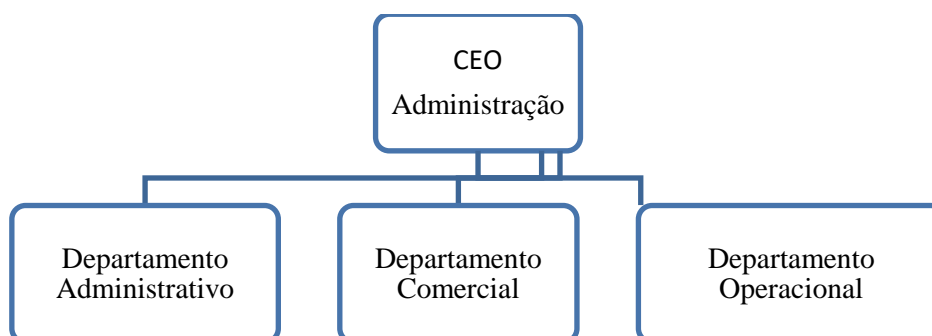 CEO
Administração
Departamento
Administrativo
Departamento
Comercial
Departamento
Operacional